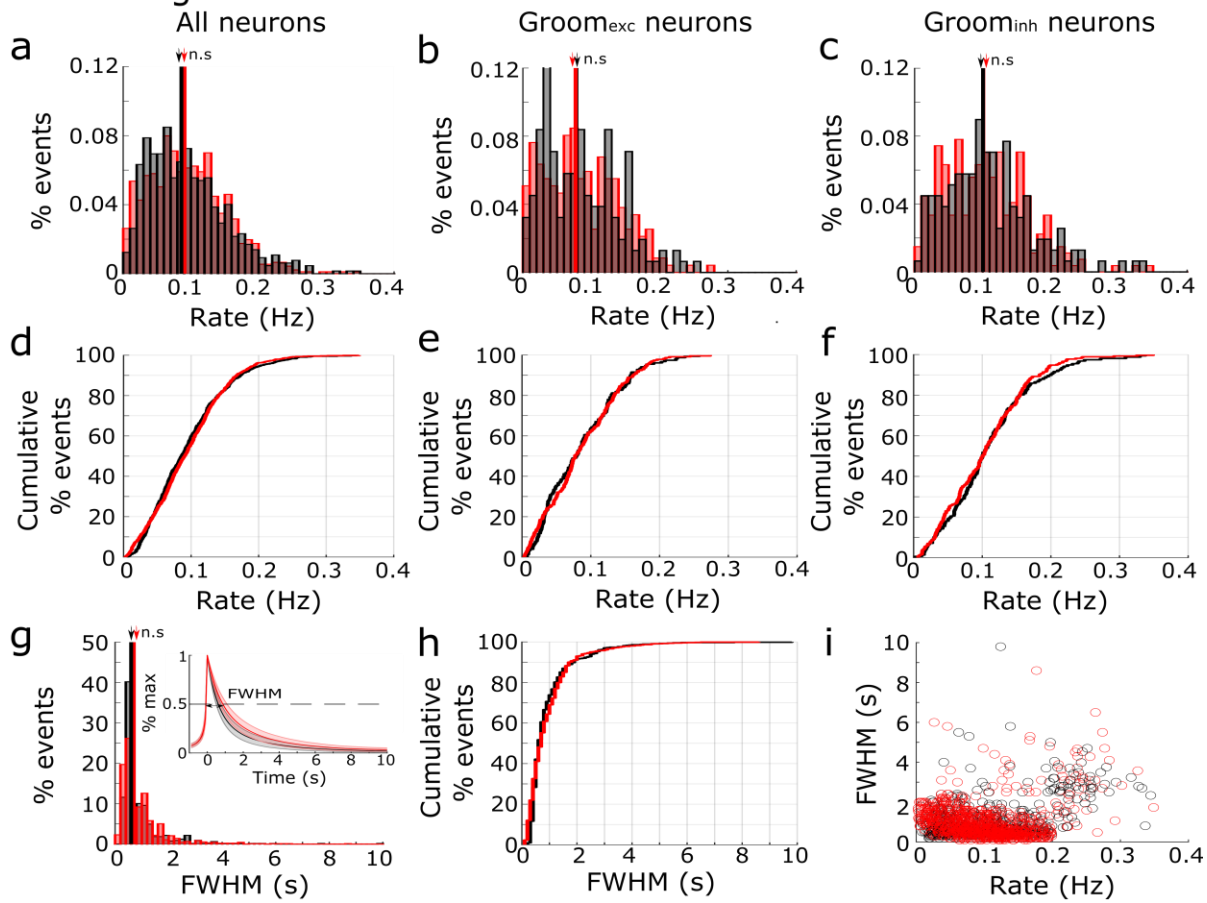 All neurons Groomexc neurons Groominh neurons
a b c
n.s n.s n.s
0.12 0.12 0.12
0.08 0.08 0.08
0.04 0.04 0.04
0 0 0
% events % events % events
0 0.1 0.2 0.3 0.4 0 0.1 0.2 0.3 0.4 0 0.1 0.2 0.3 0.4
Rate (Hz) Rate (Hz) Rate (Hz)
d e f
100 100 100
80 80 80
60 60 60
40 40 40
20 20 20
0 0 0
Cumulative Cumulative Cumulative
% events % events % events
0 0.1 0.2 0.3 0.4 0 0.1 0.2 0.3 0.4 0 0.1 0.2 0.3 0.4
Rate (Hz) Rate (Hz) Rate (Hz)
g
n.s
50
40
30
20
10
0
% events
0 2 4 6 8 10
FWHM (s)
1
0.5
0
% max
FWHM
0 2 4 6 8 10
Time (s)
h
100
80
60
40
20
0
Cumulative
% events
0 2 4 6 8 10
FWHM (s)
i
10
8
6
4
2
0
FWHM (s)
0 0.1 0.2 0.3 0.4
Rate (Hz)